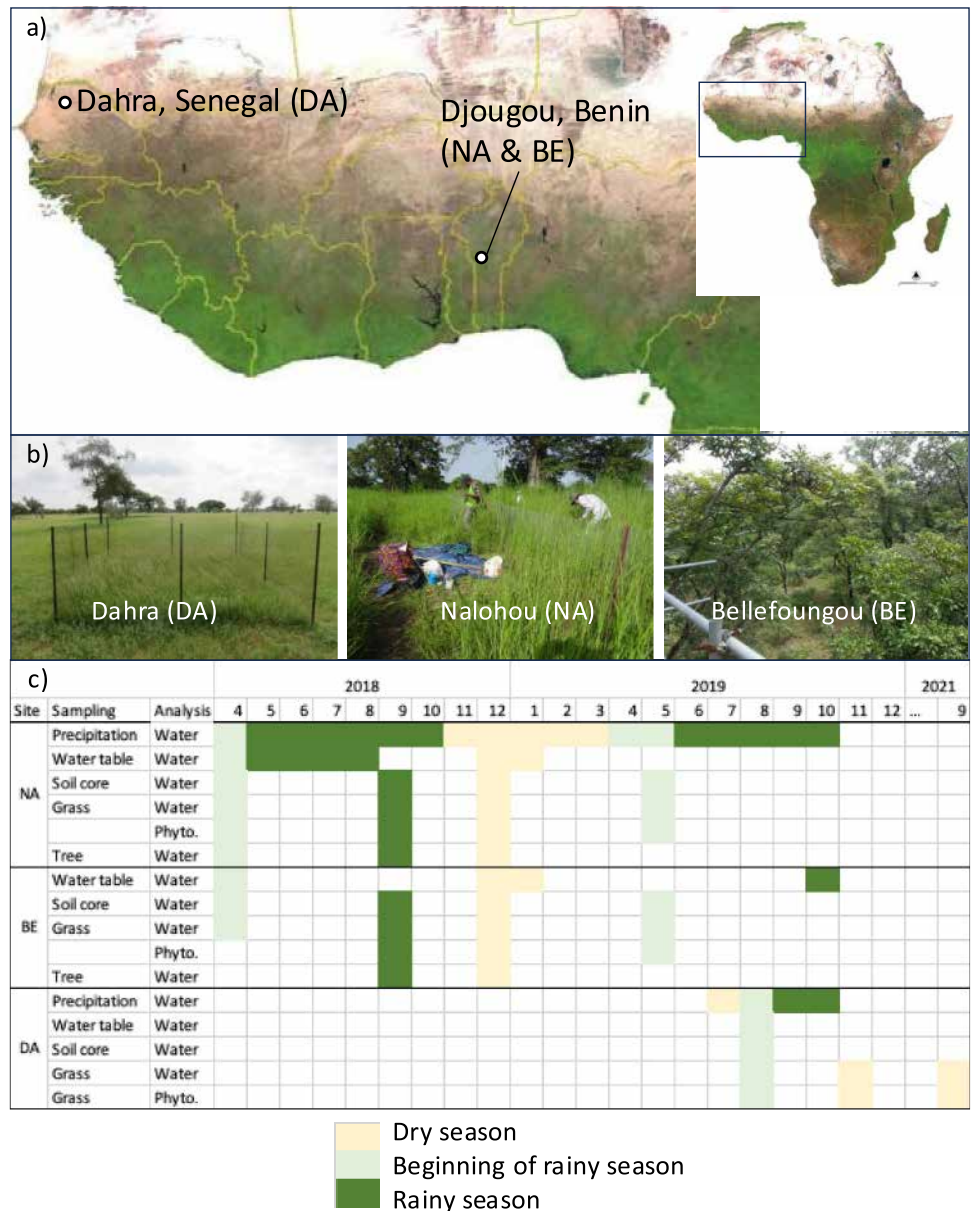 a)
Dahra, Senegal (DA)
Djougou, Benin
(NA & BE)
b)
Dahra (DA)
Nalohou (NA)
Bellefoungou (BE)
c)
2018 2019 2021
Site Sampling Analysis 4 5 6 7 8 9 10 11 12 1 2 3 4 5 6 7 8 9 10 11 12 ... 9
NA
Precipitation Water
Water table Water
Soil core Water
Grass Water
Phyto.
Tree Water
BE
Water table Water
Soil core Water
Grass Water
Phyto.
Tree Water
DA
Precipitation Water
Water table Water
Soil core Water
Grass Water
Grass Phyto.
Dry season
Beginning of rainy season
Rainy season